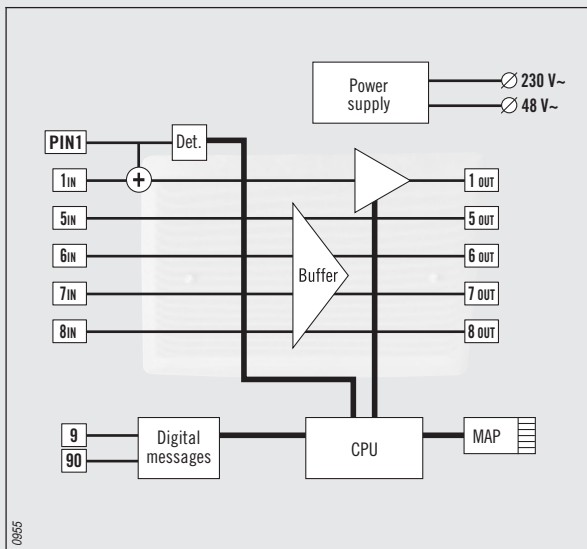 Power
supply
230 V~
48 V~
PIN1
Det.
1IN
+
1 OUT
5IN
5 OUT
6IN
6 OUT
Buffer
7IN
7 OUT
8IN
8 OUT
9
90
Digital
messages
CPU
MAP
0955